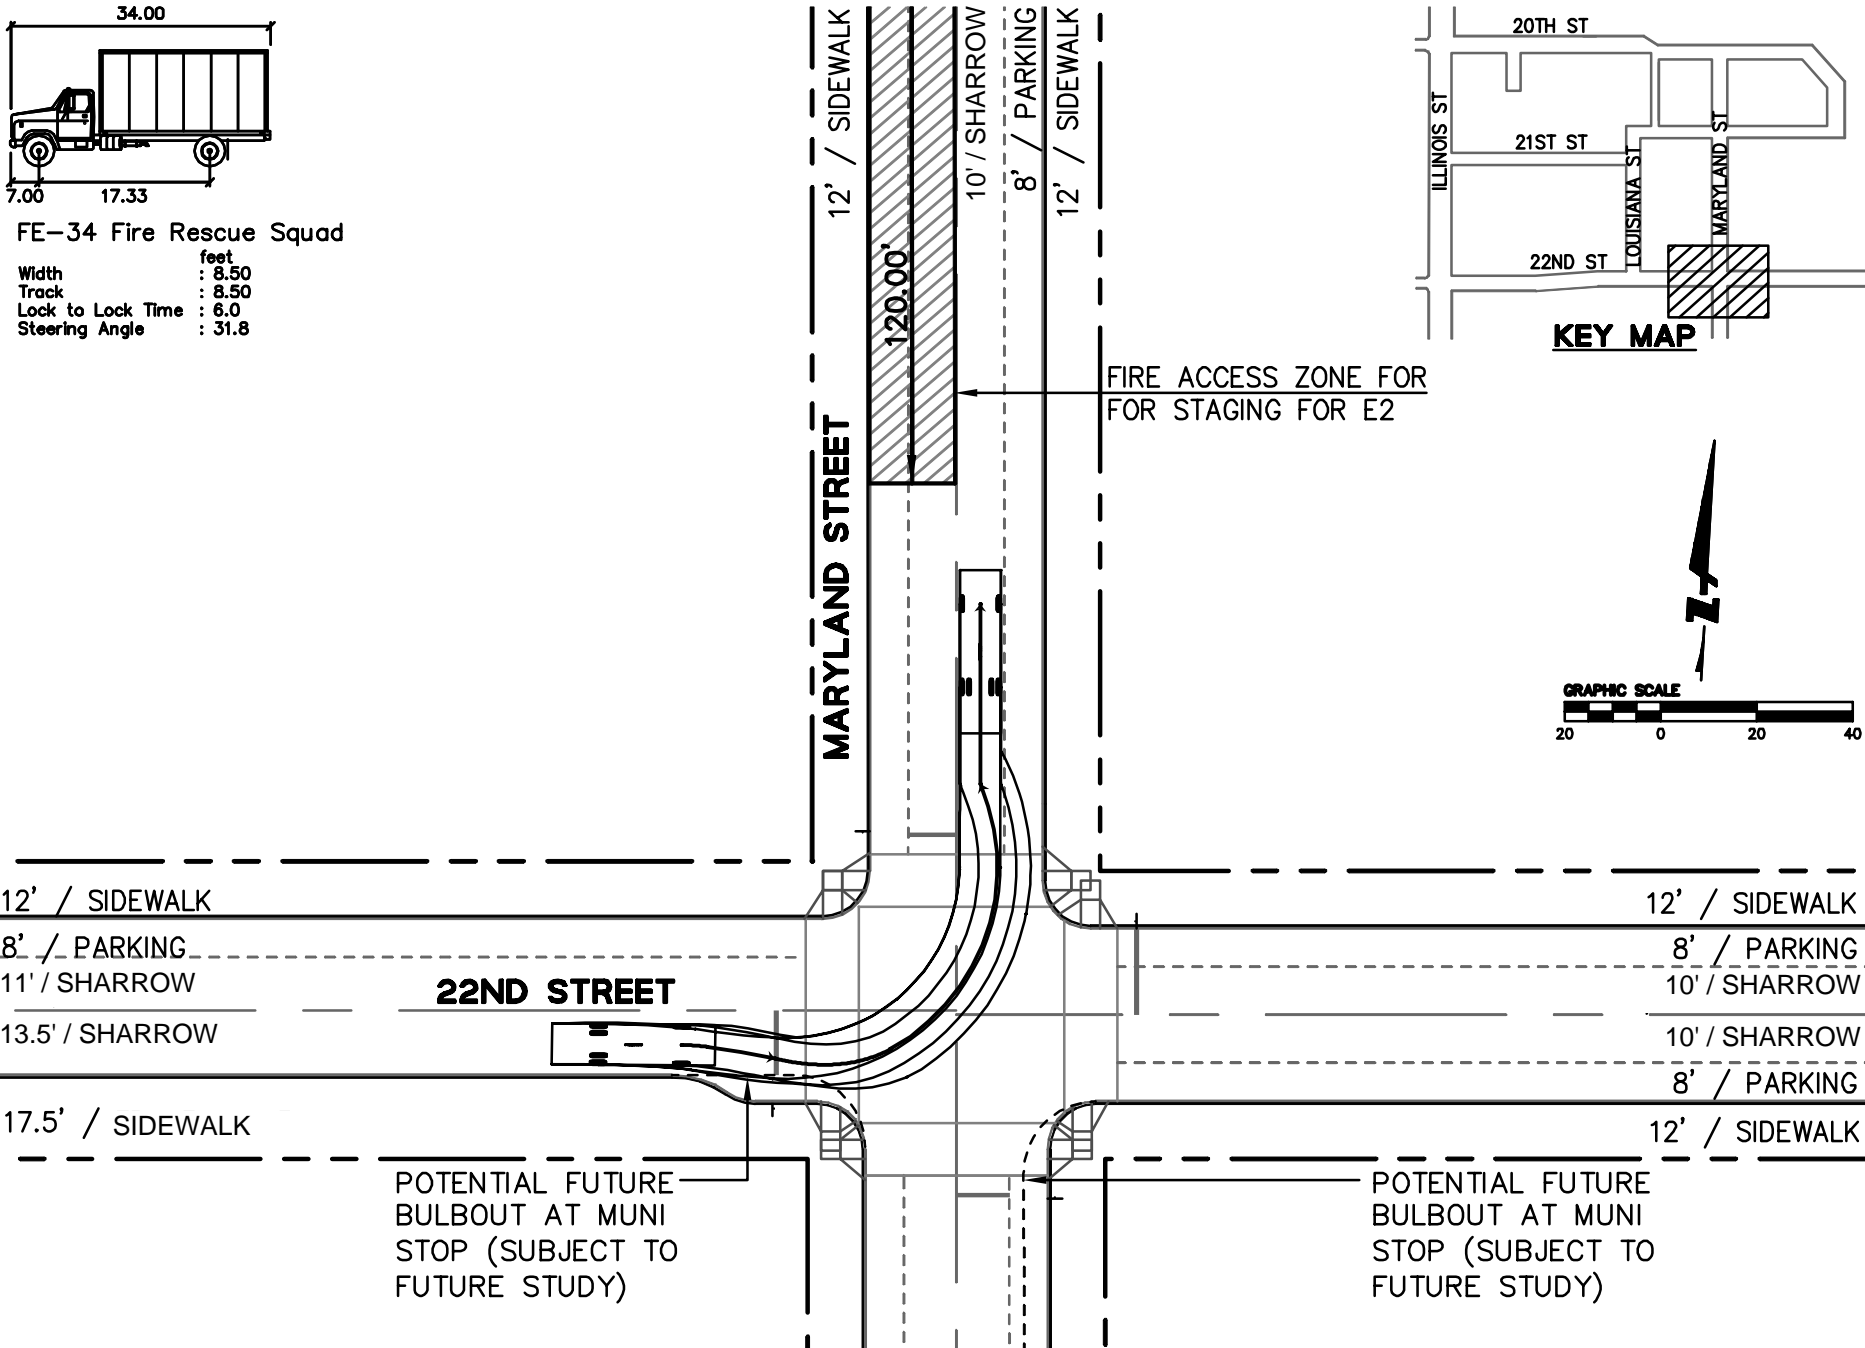 34.00
7.00 17.33
FE-34 Fire Rescue Squad
feet
Width : 8.50
Track : 8.50
Lock to Lock Time : 6.0
Steering Angle : 31.8
12' / SIDEWALK
120.00'
10' / SHARROW
8' / PARKING
12' / SIDEWALK
MARYLAND STREET
FIRE ACCESS ZONE FOR
FOR STAGING FOR E2
20TH ST
ILLINOIS ST
21ST ST
LOUISIANA ST
MARYLAND ST
22ND ST
KEY MAP
N
GRAPHIC SCALE
20 0 20 40
12' / SIDEWALK
8' / PARKING
11' / SHARROW
22ND STREET
13.5' / SHARROW
17.5' / SIDEWALK
12' / SIDEWALK
8' / PARKING
10' / SHARROW
10' / SHARROW
8' / PARKING
12' / SIDEWALK
POTENTIAL FUTURE
BULBOUT AT MUNI
STOP (SUBJECT TO
FUTURE STUDY)
POTENTIAL FUTURE
BULBOUT AT MUNI
STOP (SUBJECT TO
FUTURE STUDY)